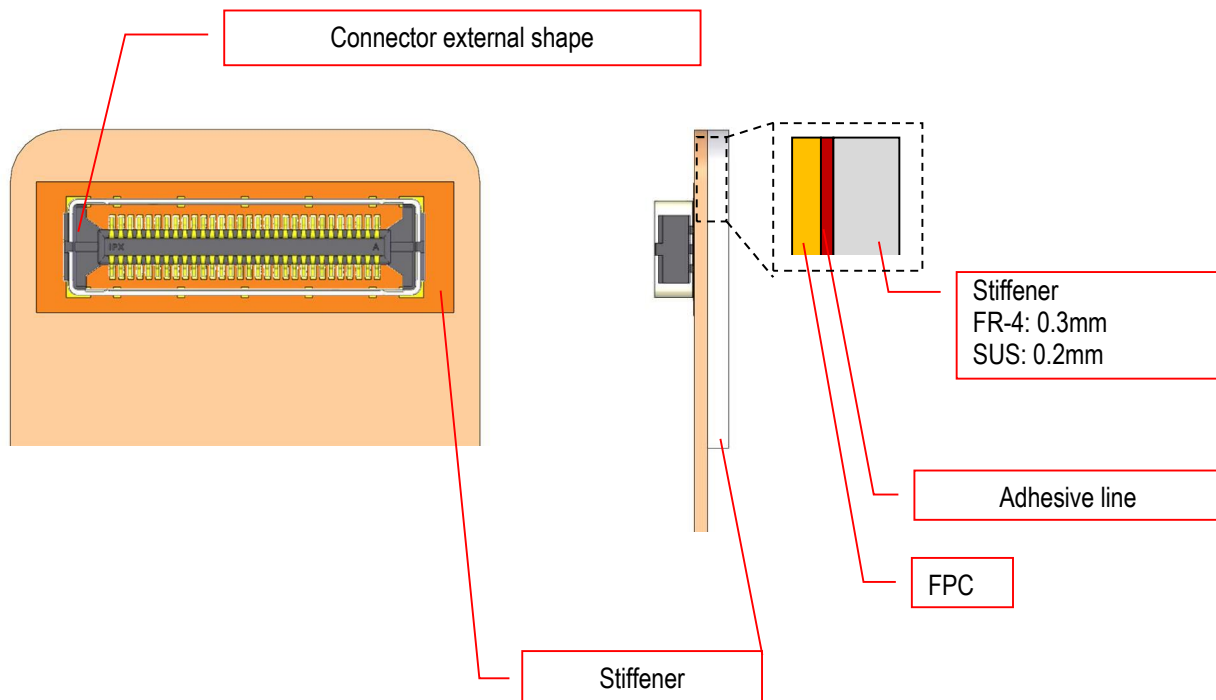 Connector external shape
IPX
A
Stiffener
FR-4: 0.3mm
SUS: 0.2mm
Adhesive line
FPC
Stiffener